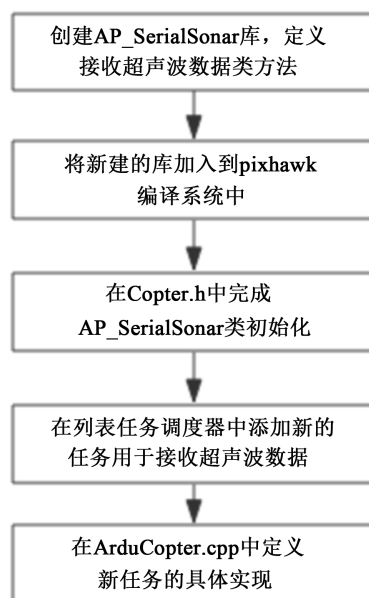 创建AP_SerialSonar库，定义
接收超声波数据类方法
将新建的库加入到pixhawk
编译系统中
在Copter.h中完成
AP_SerialSonar类初始化
在列表任务调度器中添加新的
任务用于接收超声波数据
在ArduCopter.cpp中定义
新任务的具体实现